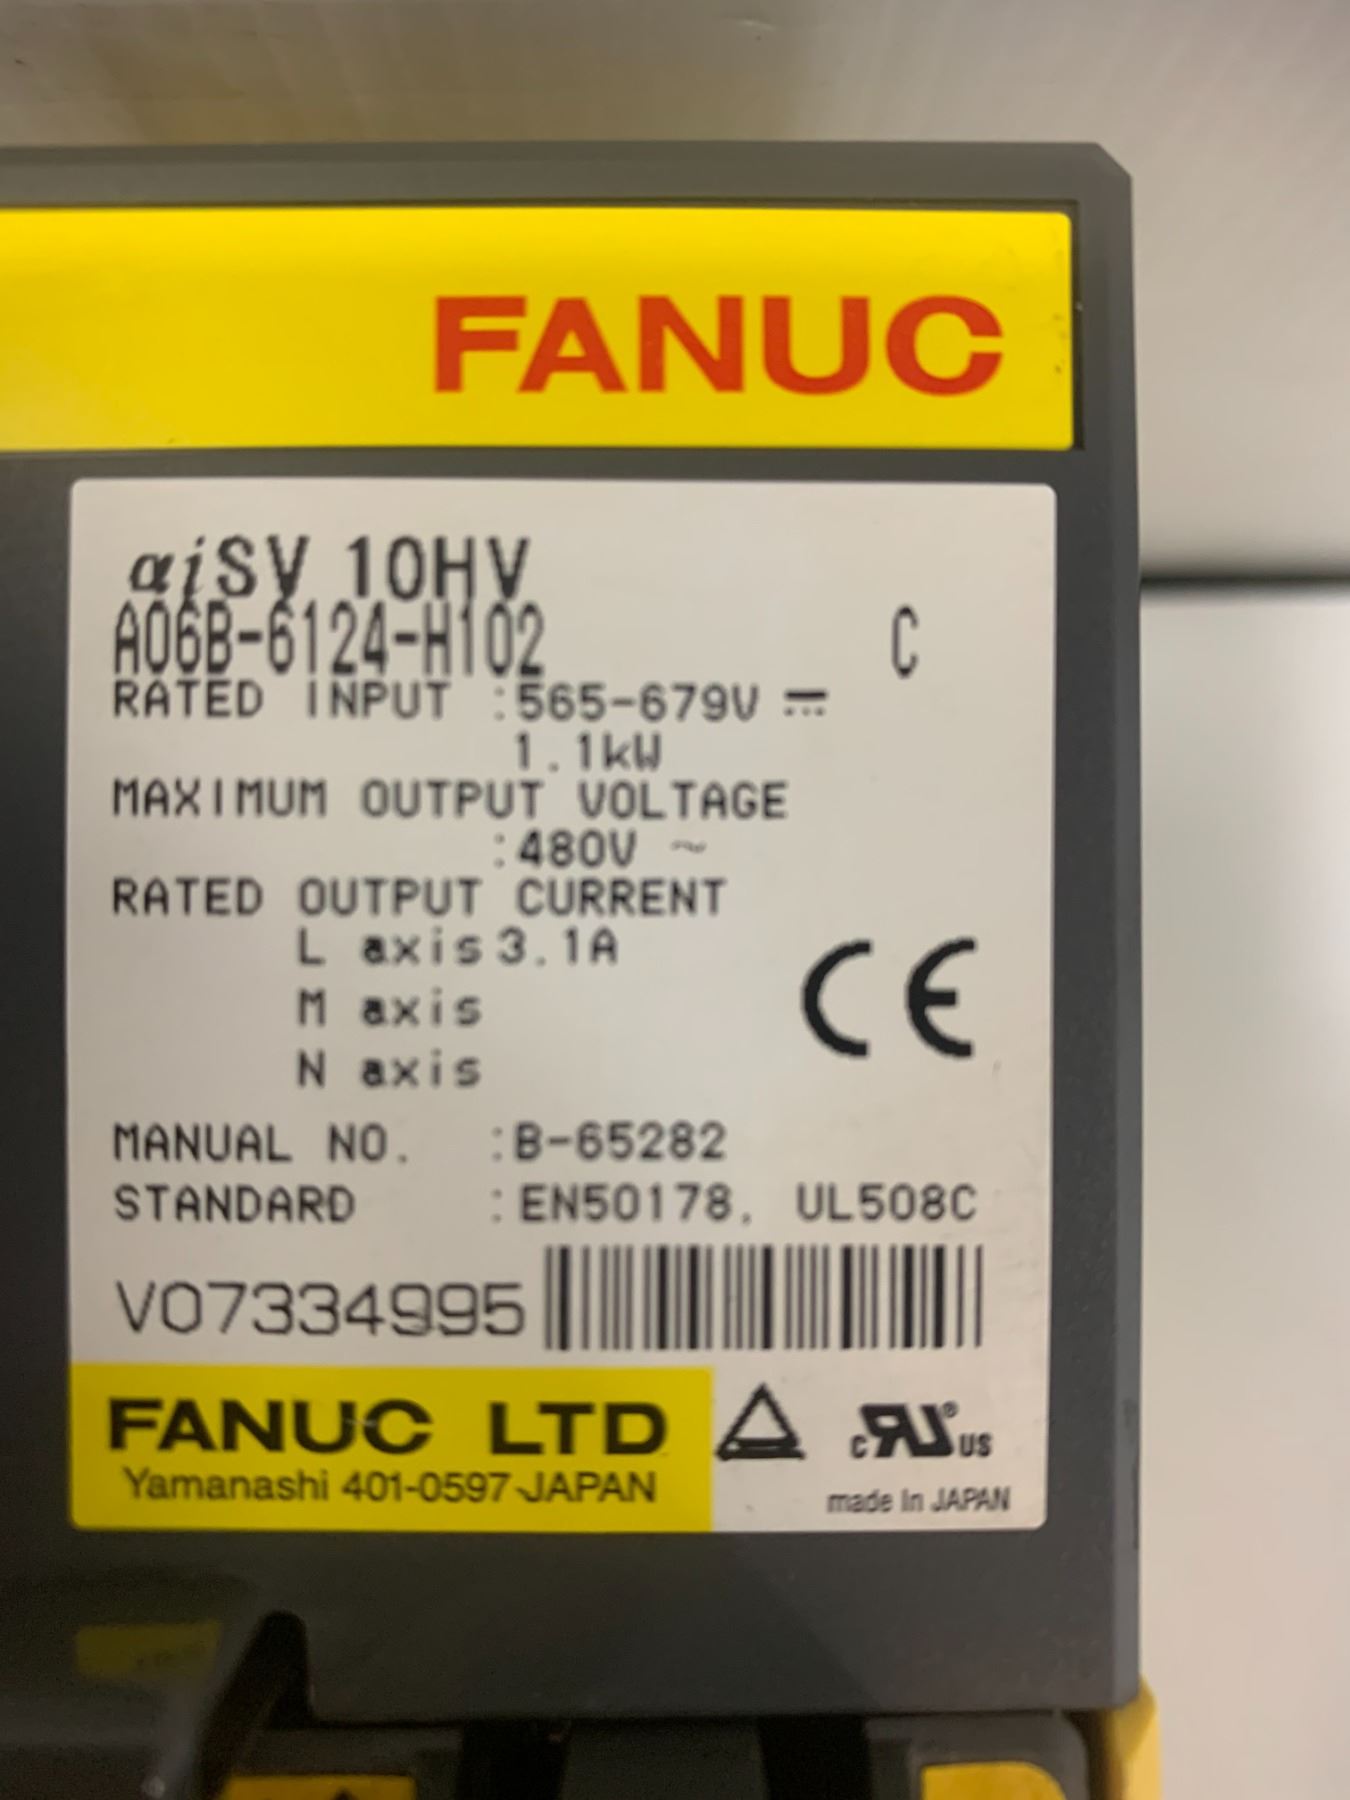 FANUC
αiSV 10HV
A06B-6124-H102 C
RATED INPUT :565-679V ⎓
1.1kW
MAXIMUM OUTPUT VOLTAGE
:480V ~
RATED OUTPUT CURRENT
L axis 3.1A
M axis
N axis
CE
MANUAL NO. :B-65282
STANDARD :EN50178, UL508C
V07334995
FANUC LTD
Yamanashi 401-0597 JAPAN
c RU ® US
made In JAPAN